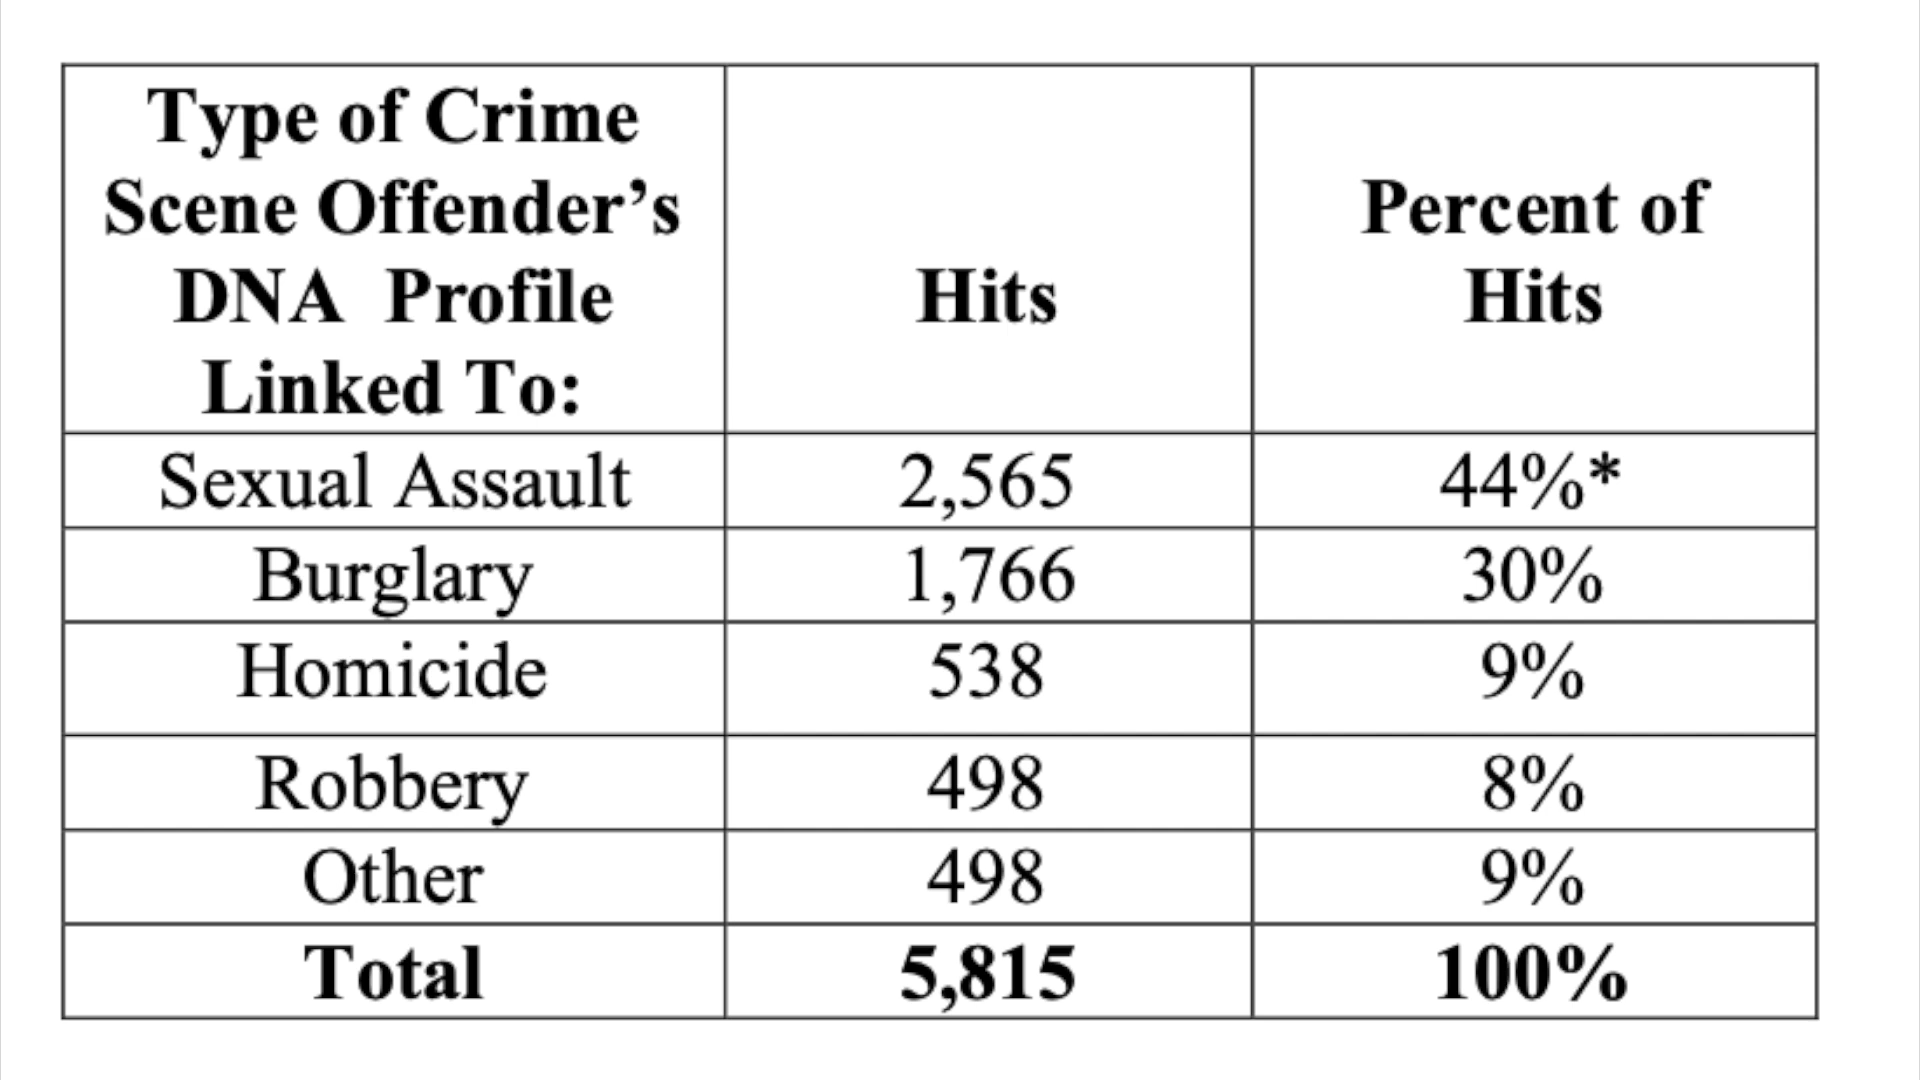 Type of Crime
Scene Offender’s
DNA  Profile
Linked To:
Hits
Percent of
Hits
Sexual Assault 2,565 44%*
Burglary 1,766 30%
Homicide 538 9%
Robbery 498 8%
Other 498 9%
Total 5,815 100%